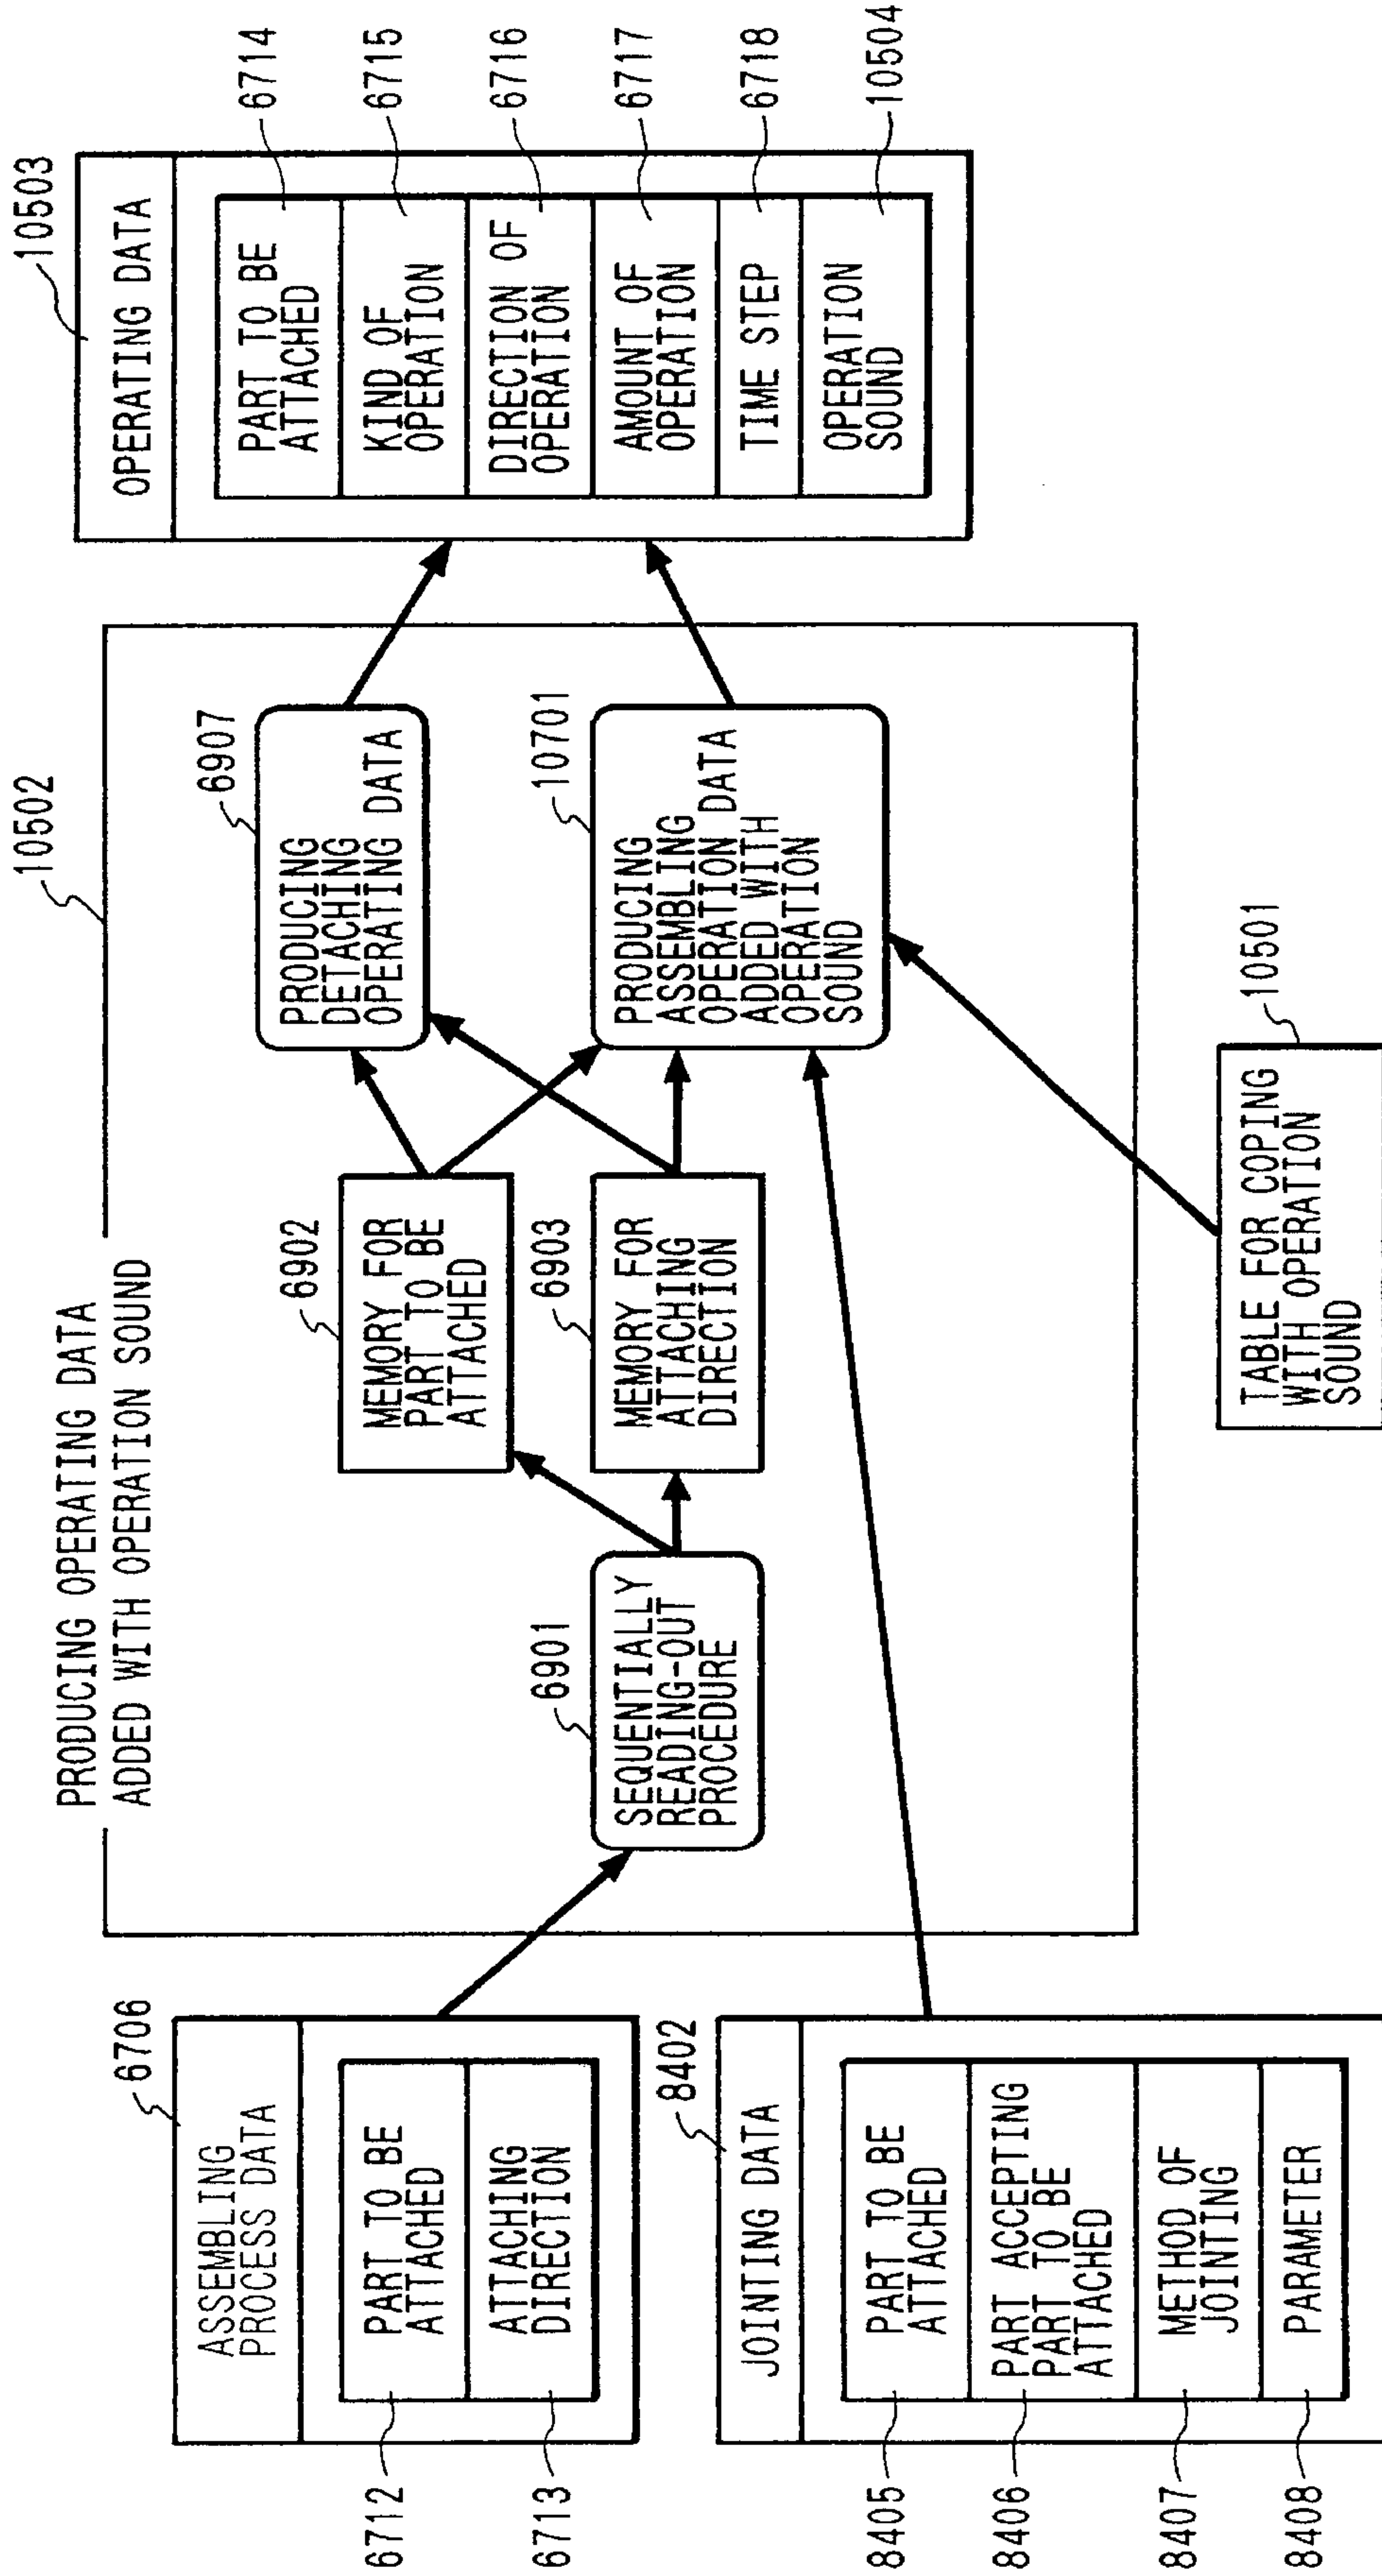 PRODUCING OPERATING DATA
ADDED WITH OPERATION SOUND
10502
6706
ASSEMBLING
PROCESS DATA
6712
PART TO BE
ATTACHED
6713
ATTACHING
DIRECTION
8402
JOINTING DATA
8405
PART TO BE
ATTACHED
8406
PART ACCEPTING
PART TO BE
ATTACHED
8407
METHOD OF
JOINTING
8408
PARAMETER
6901
SEQUENTIALLY
READING-OUT
PROCEDURE
6902
MEMORY FOR
PART TO BE
ATTACHED
6903
MEMORY FOR
ATTACHING
DIRECTION
6907
PRODUCING
DETACHING
OPERATING DATA
10701
PRODUCING
ASSEMBLING
OPERATION DATA
ADDED WITH
OPERATION
SOUND
10501
TABLE FOR COPING
WITH OPERATION
SOUND
10503
OPERATING DATA
PART TO BE
ATTACHED
6714
KIND OF
OPERATION
6715
DIRECTION OF
OPERATION
6716
AMOUNT OF
OPERATION
6717
TIME STEP
6718
OPERATION
SOUND
10504